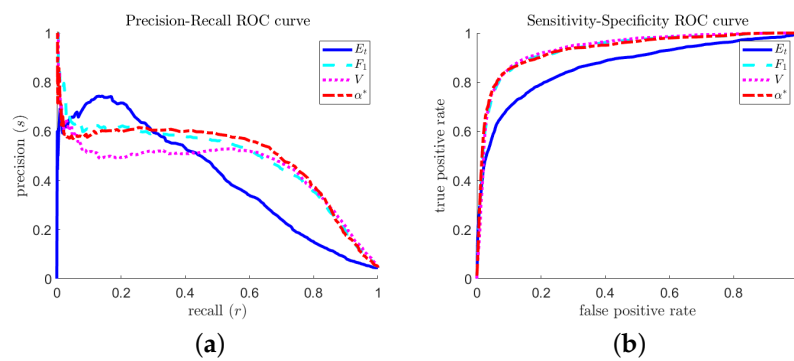 Precision-Recall ROC curve
E_t
F_1
V
α*
precision (s)
1
0.8
0.6
0.4
0.2
0
0 0.2 0.4 0.6 0.8 1
recall (r)
(a)
Sensitivity-Specificity ROC curve
E_t
F_1
V
α*
true positive rate
1
0.8
0.6
0.4
0.2
0
0 0.2 0.4 0.6 0.8
false positive rate
(b)